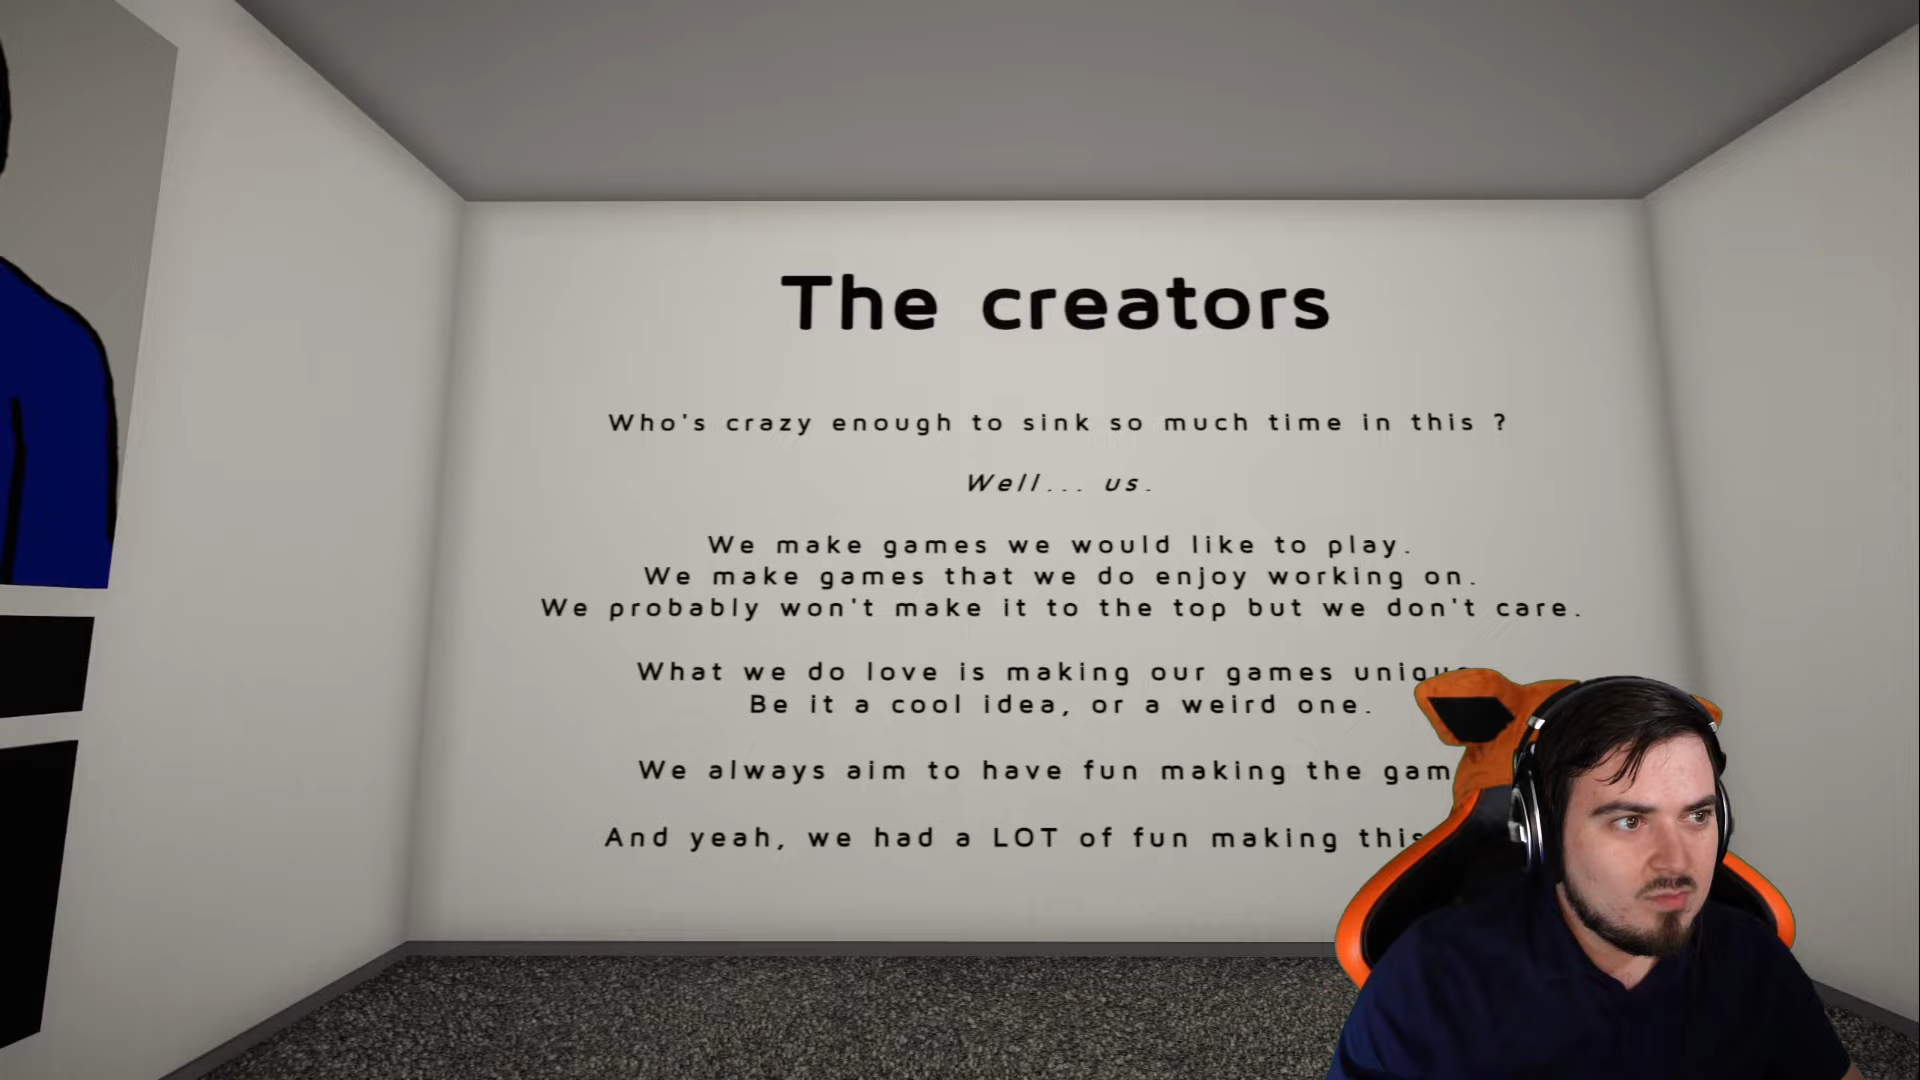 The creators
Who's crazy enough to sink so much time in this ?
Well... us.
We make games we would like to play.
We make games that we do enjoy working on.
We probably won't make it to the top but we don't care.
What we do love is making our games
Be it a cool idea, or a weird one.
We always aim to have fun making the
And yeah, we had a LOT of fun making this